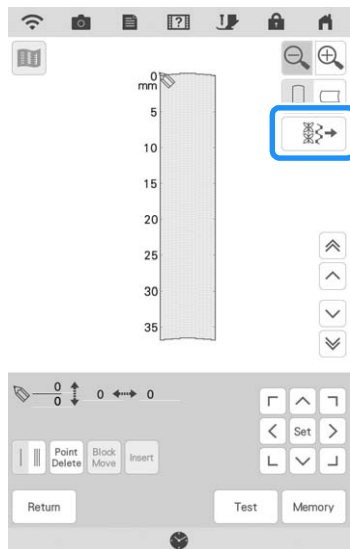 ?
0
mm
5
10
15
20
25
30
35
0
0
0
0
Point
Delete
Block
Move
Insert
Set
Return
Test
Memory